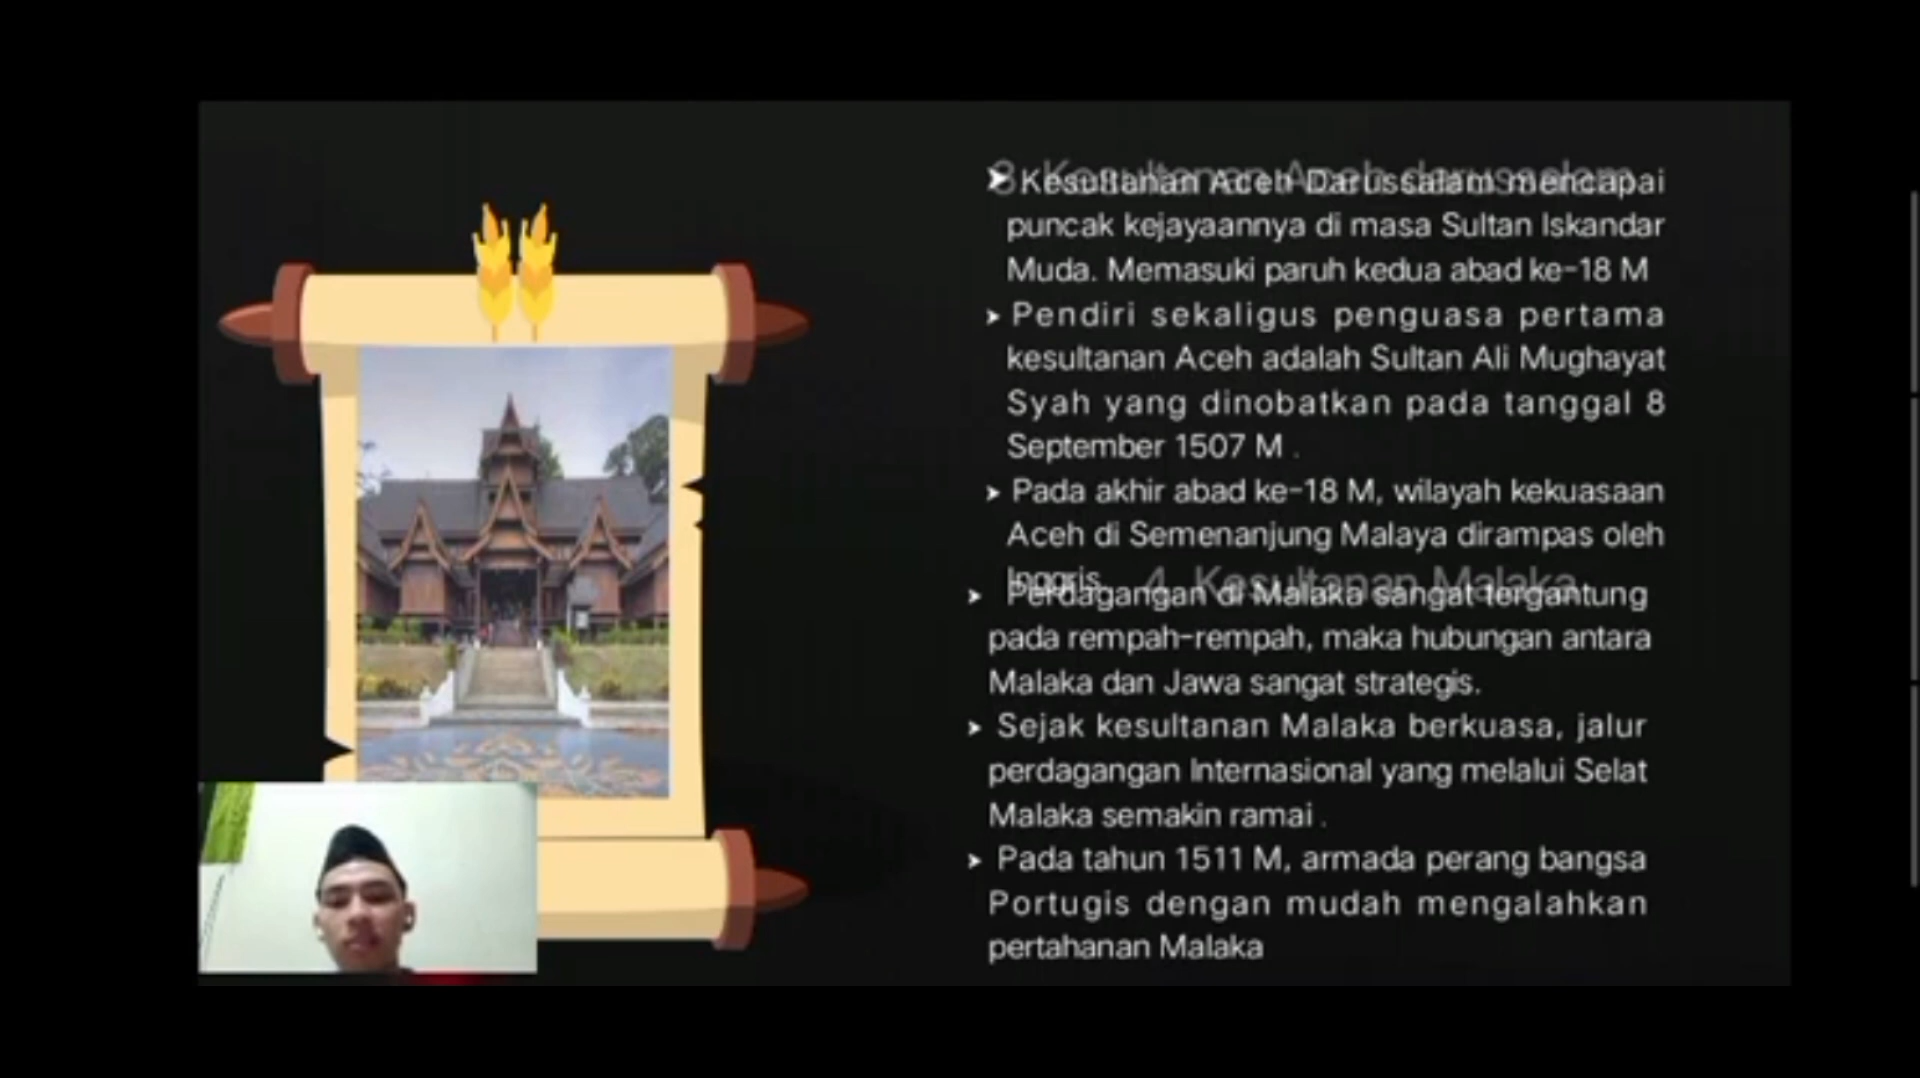 3. Kesultanan Aceh darussalam
➤ Kesultanan Aceh Darussalam mencapai
puncak kejayaannya di masa Sultan Iskandar
Muda. Memasuki paruh kedua abad ke-18 M
➤ Pendiri sekaligus penguasa pertama
kesultanan Aceh adalah Sultan Ali Mughayat
Syah yang dinobatkan pada tanggal 8
September 1507 M .
➤ Pada akhir abad ke-18 M, wilayah kekuasaan
Aceh di Semenanjung Malaya dirampas oleh
Inggris.
4. Kesultanan Malaka
➤ Perdagangan di Malaka sangat tergantung
pada rempah-rempah, maka hubungan antara
Malaka dan Jawa sangat strategis.
➤ Sejak kesultanan Malaka berkuasa, jalur
perdagangan Internasional yang melalui Selat
Malaka semakin ramai .
➤ Pada tahun 1511 M, armada perang bangsa
Portugis dengan mudah mengalahkan
pertahanan Malaka